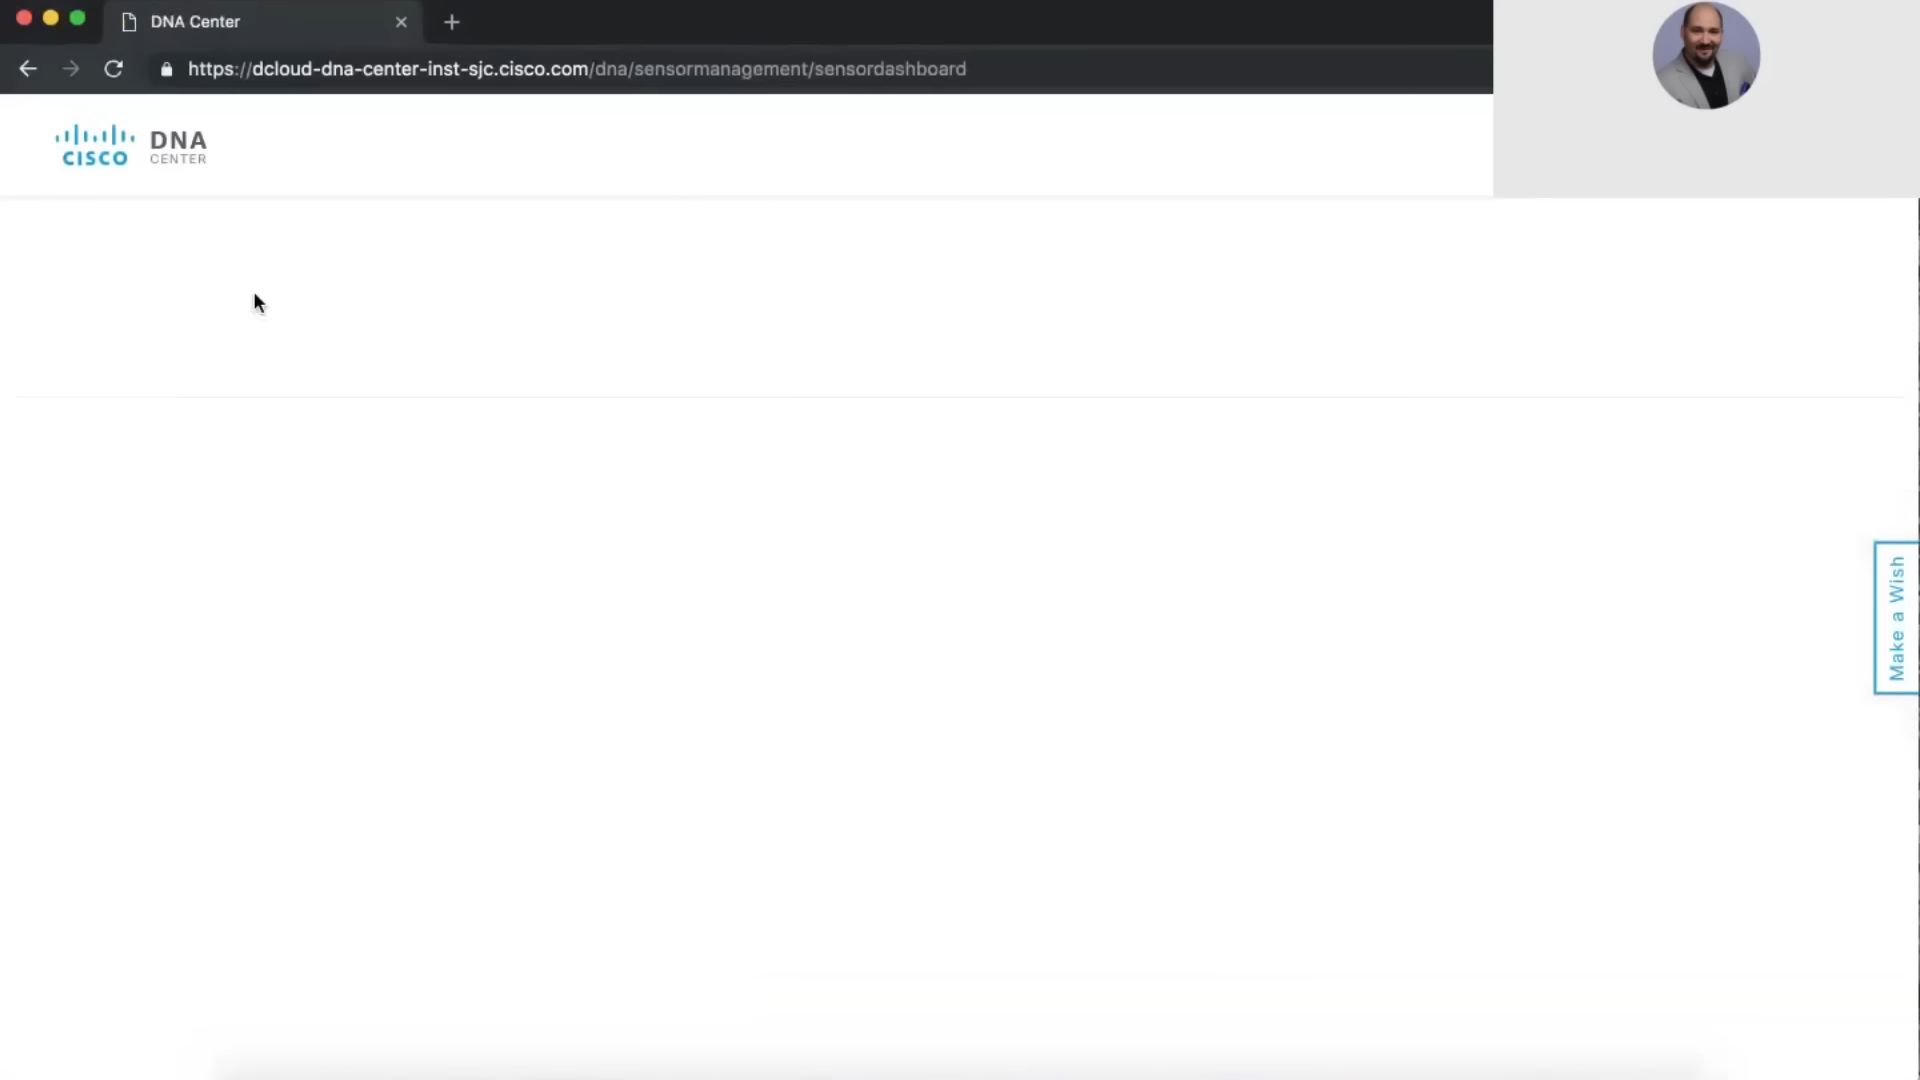 DNA Center
https://dcloud-dna-center-inst-sjc.cisco.com/dna/sensormanagement/sensordashboard
CISCO
DNA
CENTER
Make a Wish